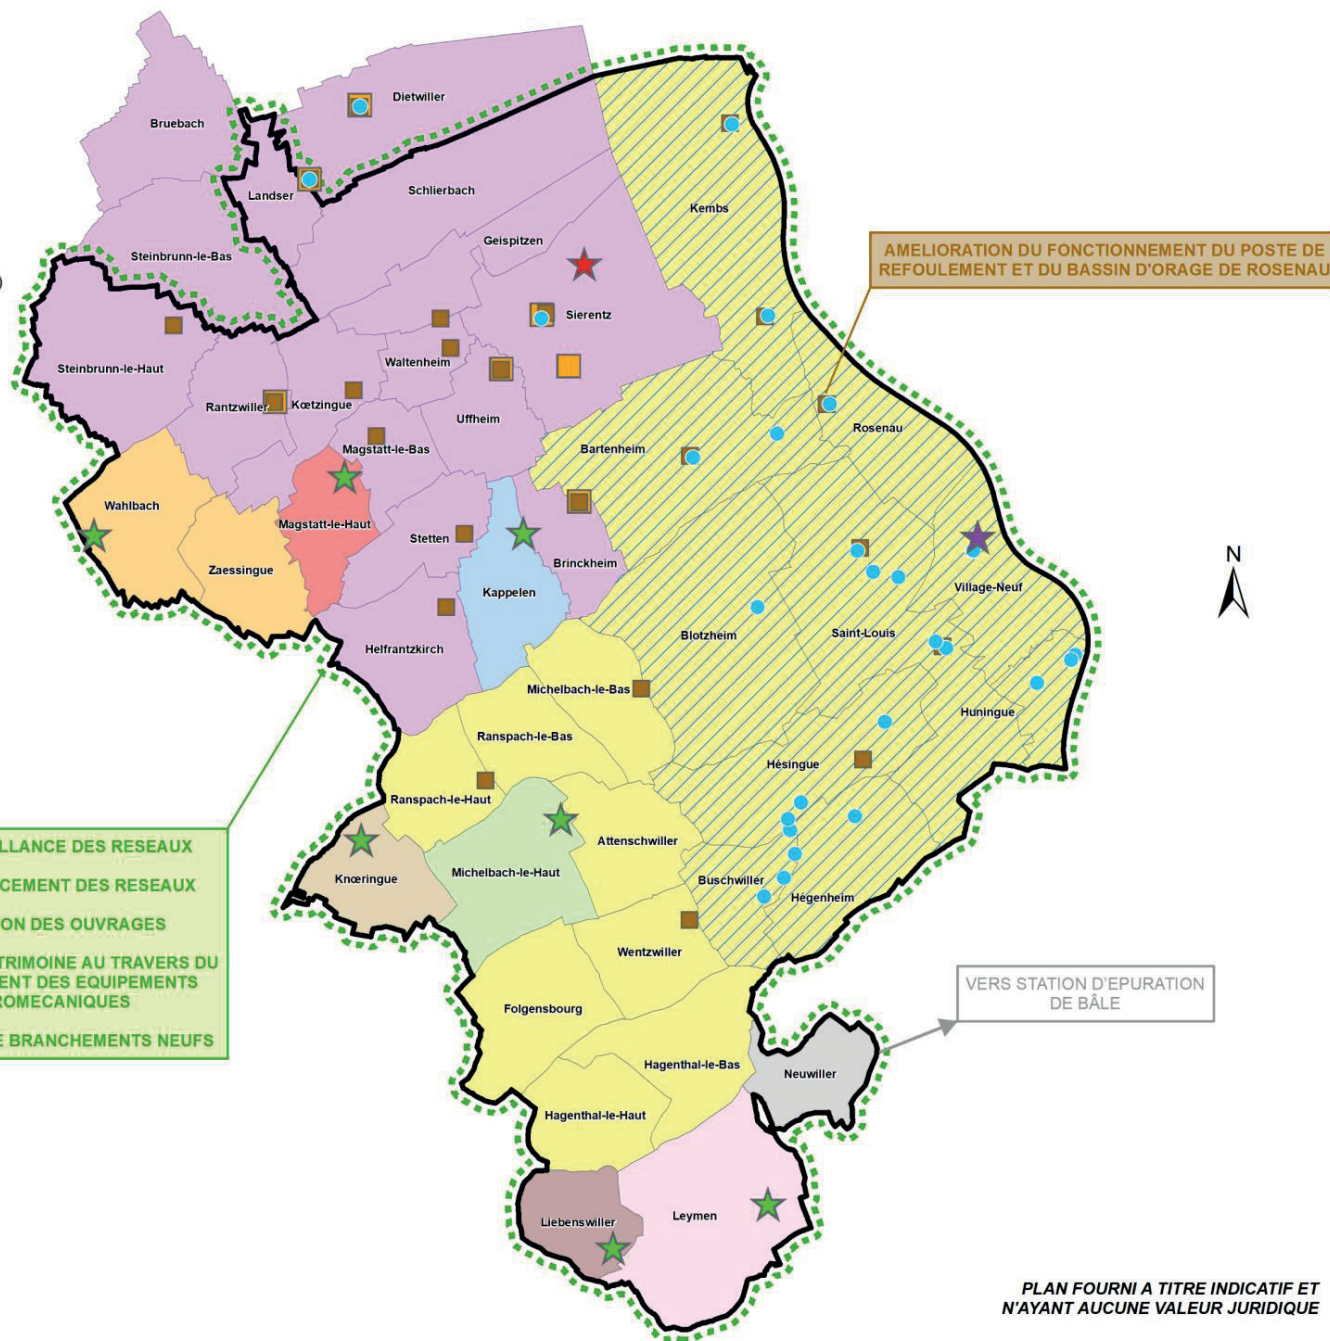 Dietwiller
Bruebach
Landser
Schlierbach
Kembs
Geispitzen
Steinbrunn-le-Bas
AMELIORATION DU FONCTIONNEMENT DU POSTE DE
REFOULEMENT ET DU BASSIN D'ORAGE DE ROSENAU
)
Sierentz
Steinbrunn-le-Haut
Waltenheim
Rantzwiller
Kœtzingue
Uffheim
Rosenau
Magstatt-le-Bas
Bartenheim
Wahlbach
Magstatt-le-Haut
Stetten
Zaessingue
Brinckheim
Kappelen
Village-Neuf
N
Saint-Louis
Blotzheim
Helfrantzkirch
Michelbach-le-Bas
Huningue
Ranspach-le-Bas
Hésingue
Ranspach-le-Haut
Attenschwiller
Michelbach-le-Haut
Knœringue
Buschwiller
Hégenheim
LLANCE DES RESEAUX
CEMENT DES RESEAUX
ON DES OUVRAGES
TRIMOINE AU TRAVERS DU
ENT DES EQUIPEMENTS
ROMECANIQUES
E BRANCHEMENTS NEUFS
Wentzwiller
Folgensbourg
VERS STATION D'EPURATION
DE BÂLE
Hagenthal-le-Bas
Neuwiller
Hagenthal-le-Haut
Liebenswiller
Leymen
PLAN FOURNI A TITRE INDICATIF ET
N'AYANT AUCUNE VALEUR JURIDIQUE